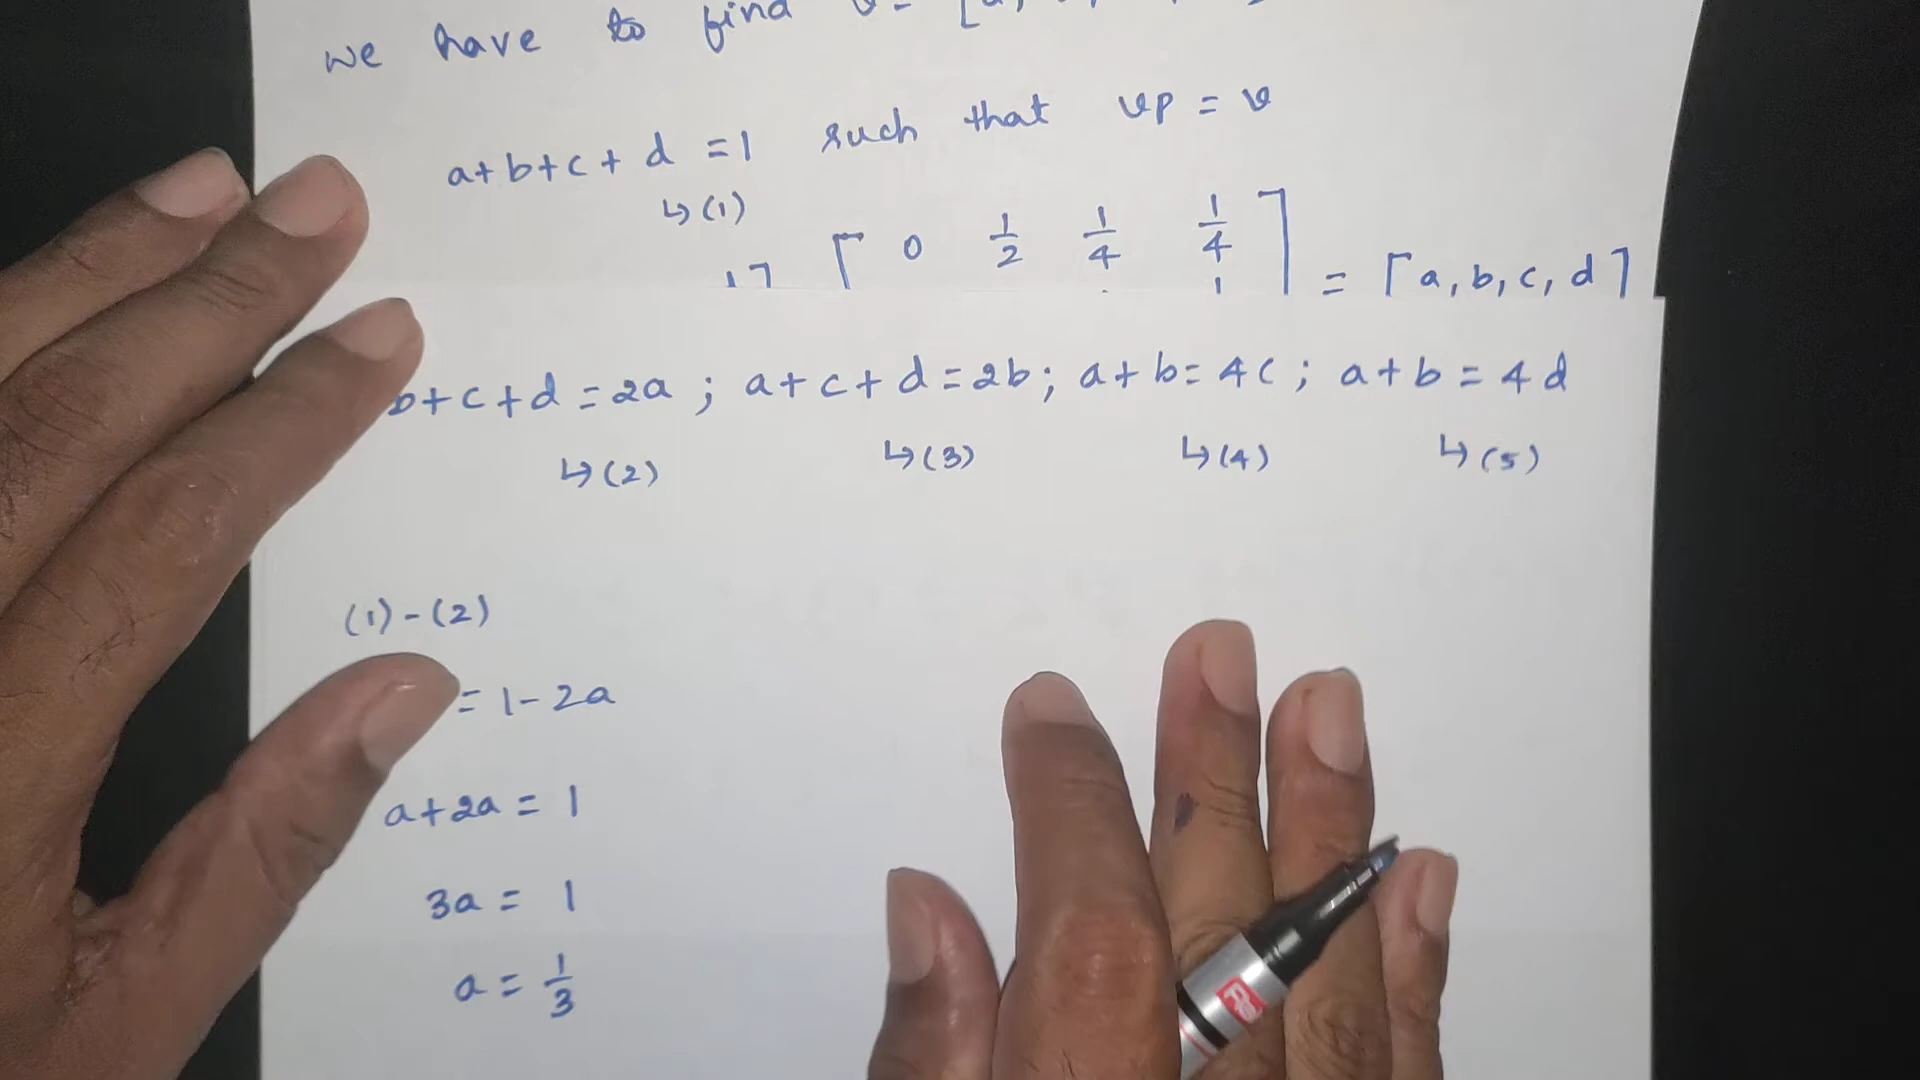 we have to find
a+b+c+d =1 such that vp = v
↳(1)
0 1/2 1/4 1/4 = [a, b, c, d]
b+c+d=2a ; a+c+d=2b; a+b=4c ; a+b=4d
↳(2) ↳(3) ↳(4) ↳(5)
(1)-(2)
= 1-2a
a+2a = 1
3a = 1
a = 1/3